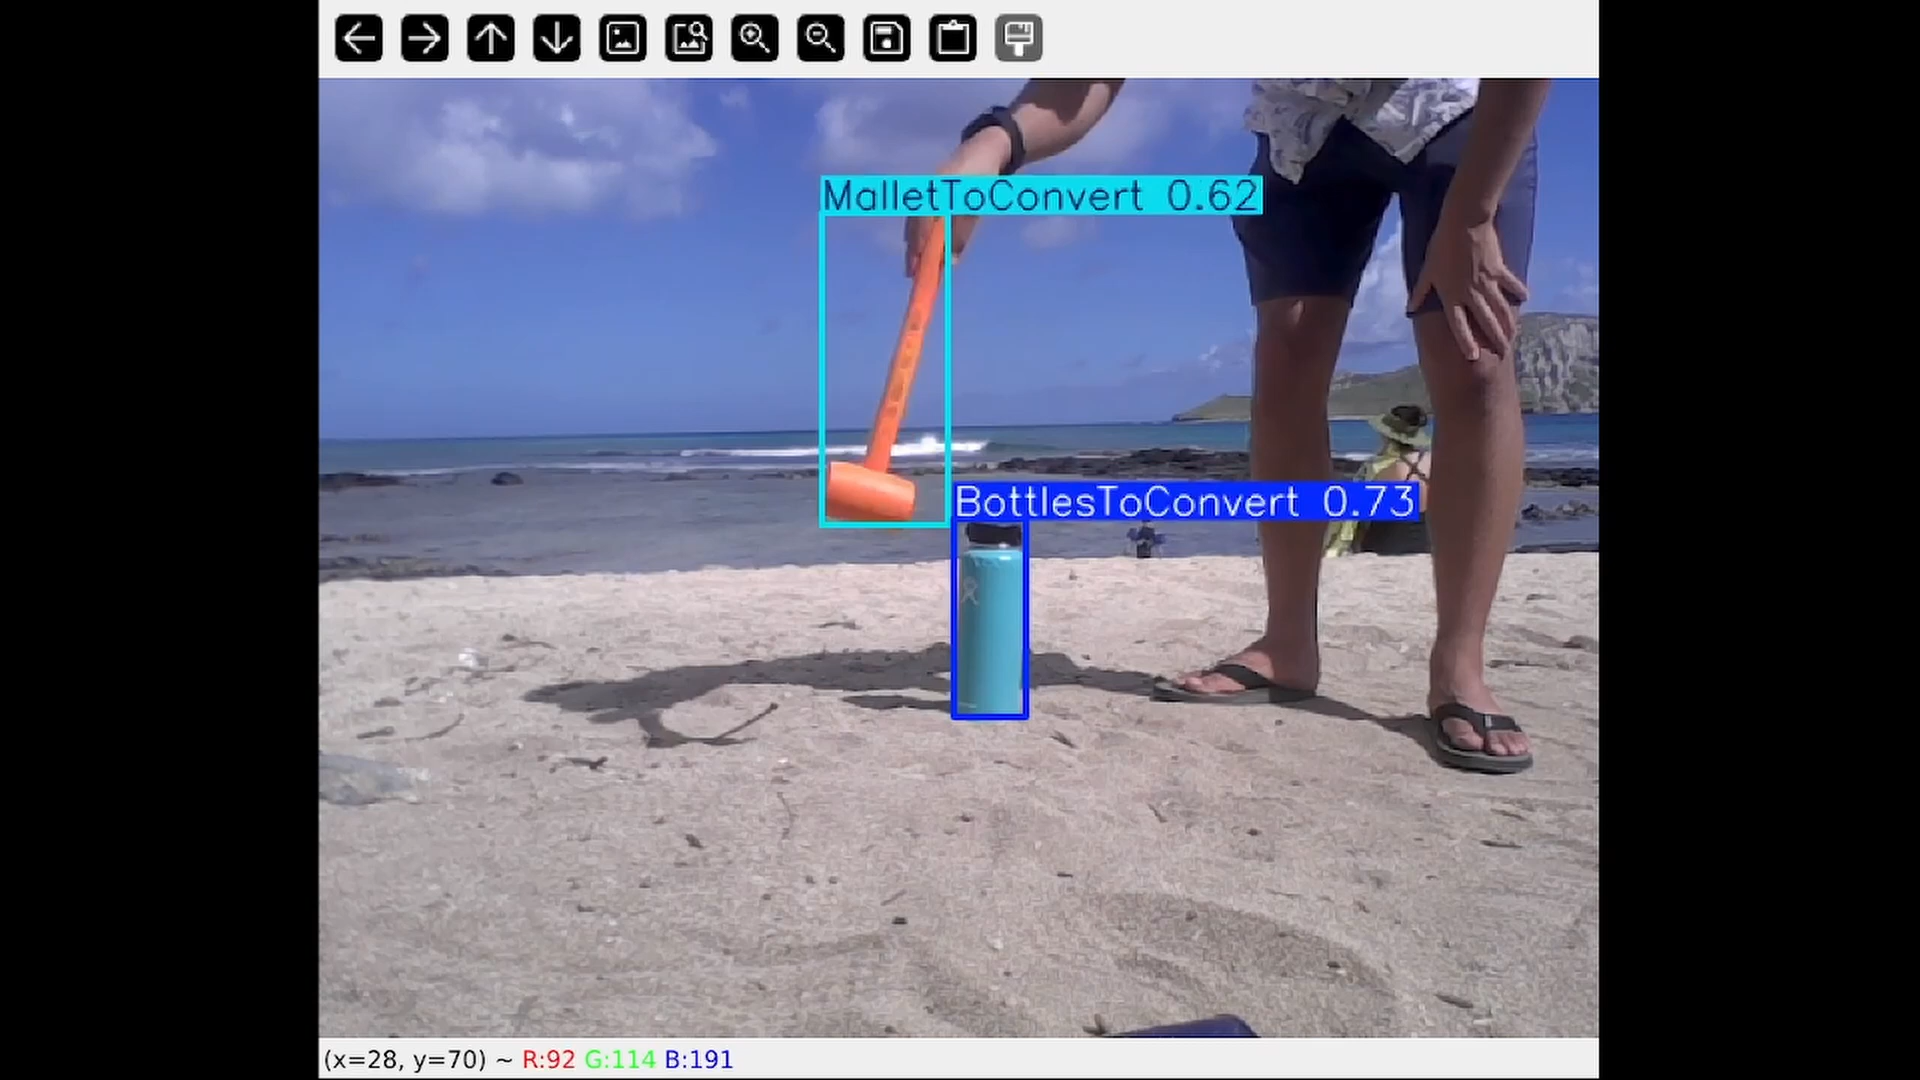 MalletToConvert 0.62
BottlesToConvert 0.73
(x=28, y=70) ~ R:92 G:114 B:191